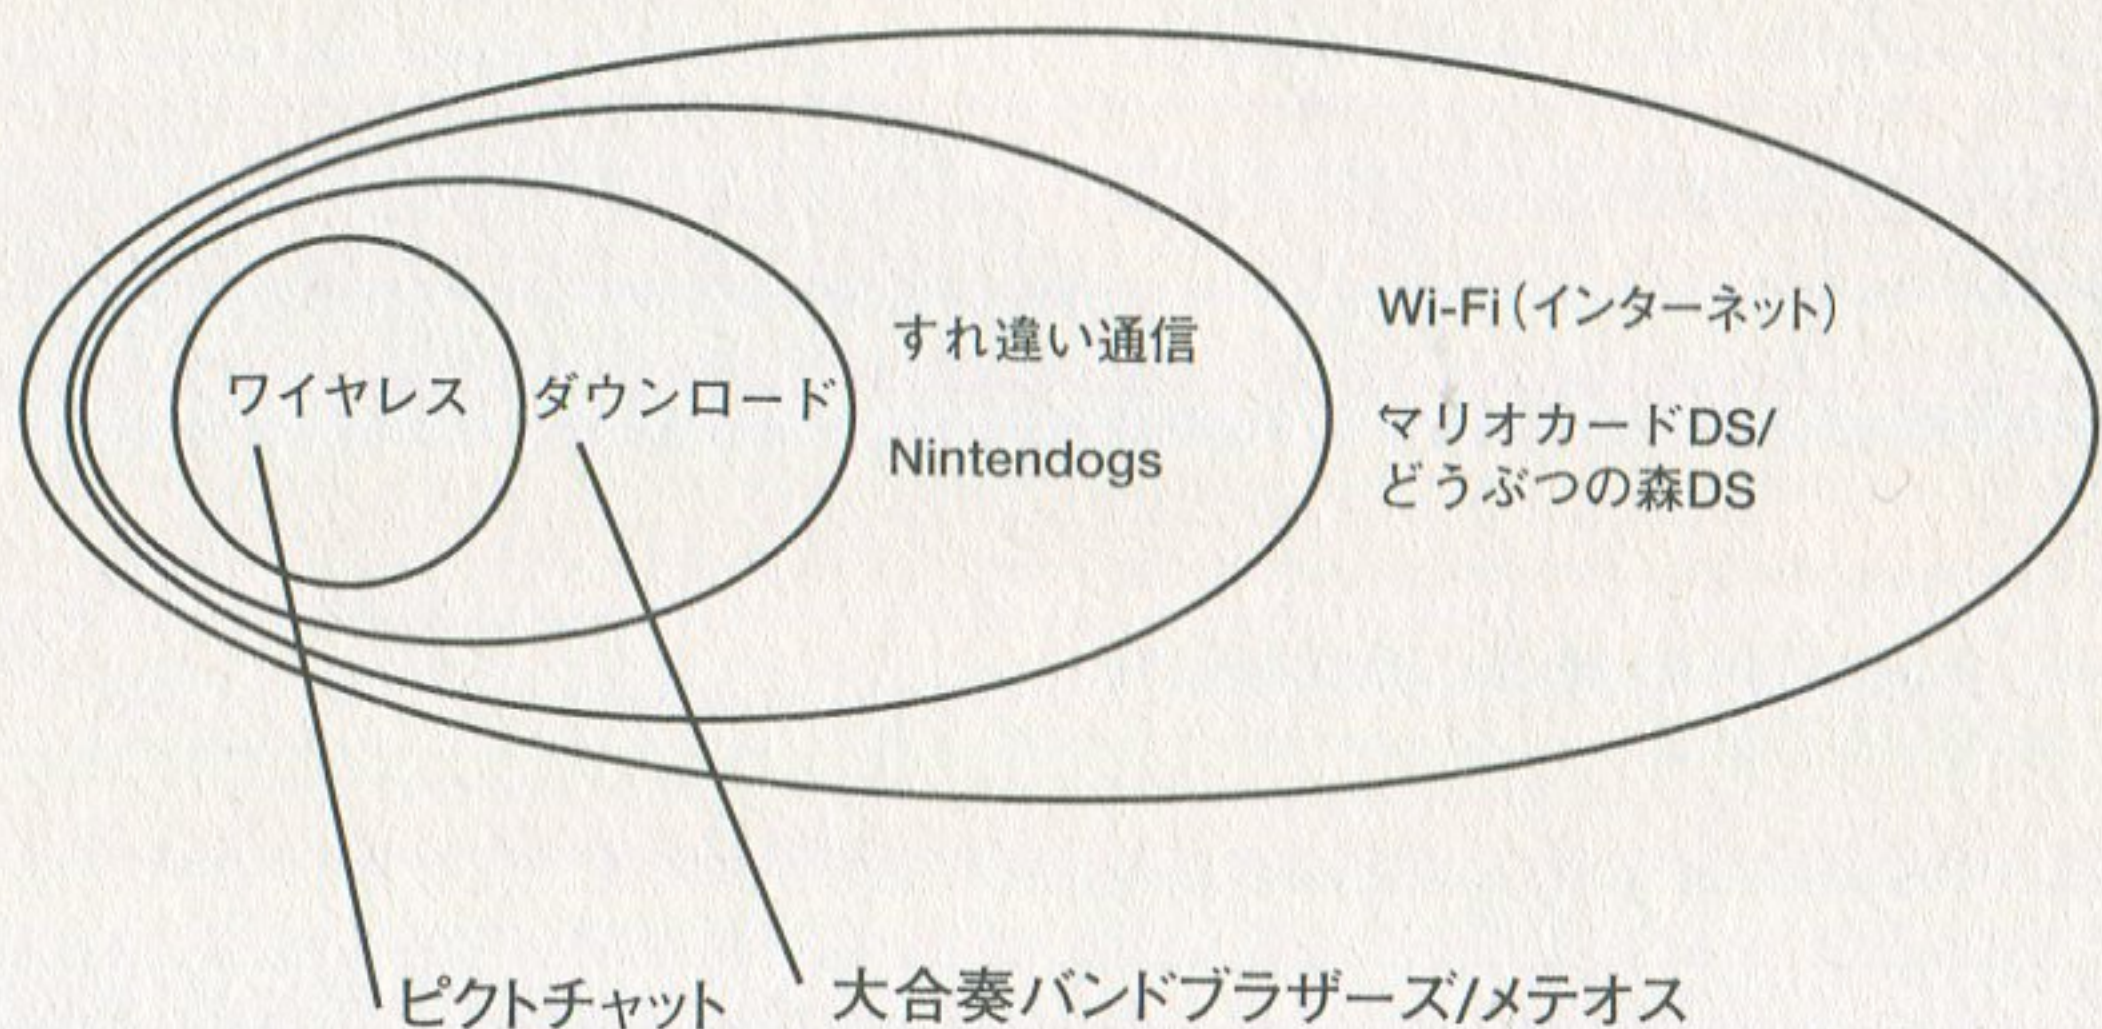 ワイヤレス
ダウンロード
すれ違い通信
Nintendogs
Wi-Fi（インターネット）
マリオカードDS/
どうぶつの森DS
ピクトチャット
大合奏バンドブラザーズ/メテオス